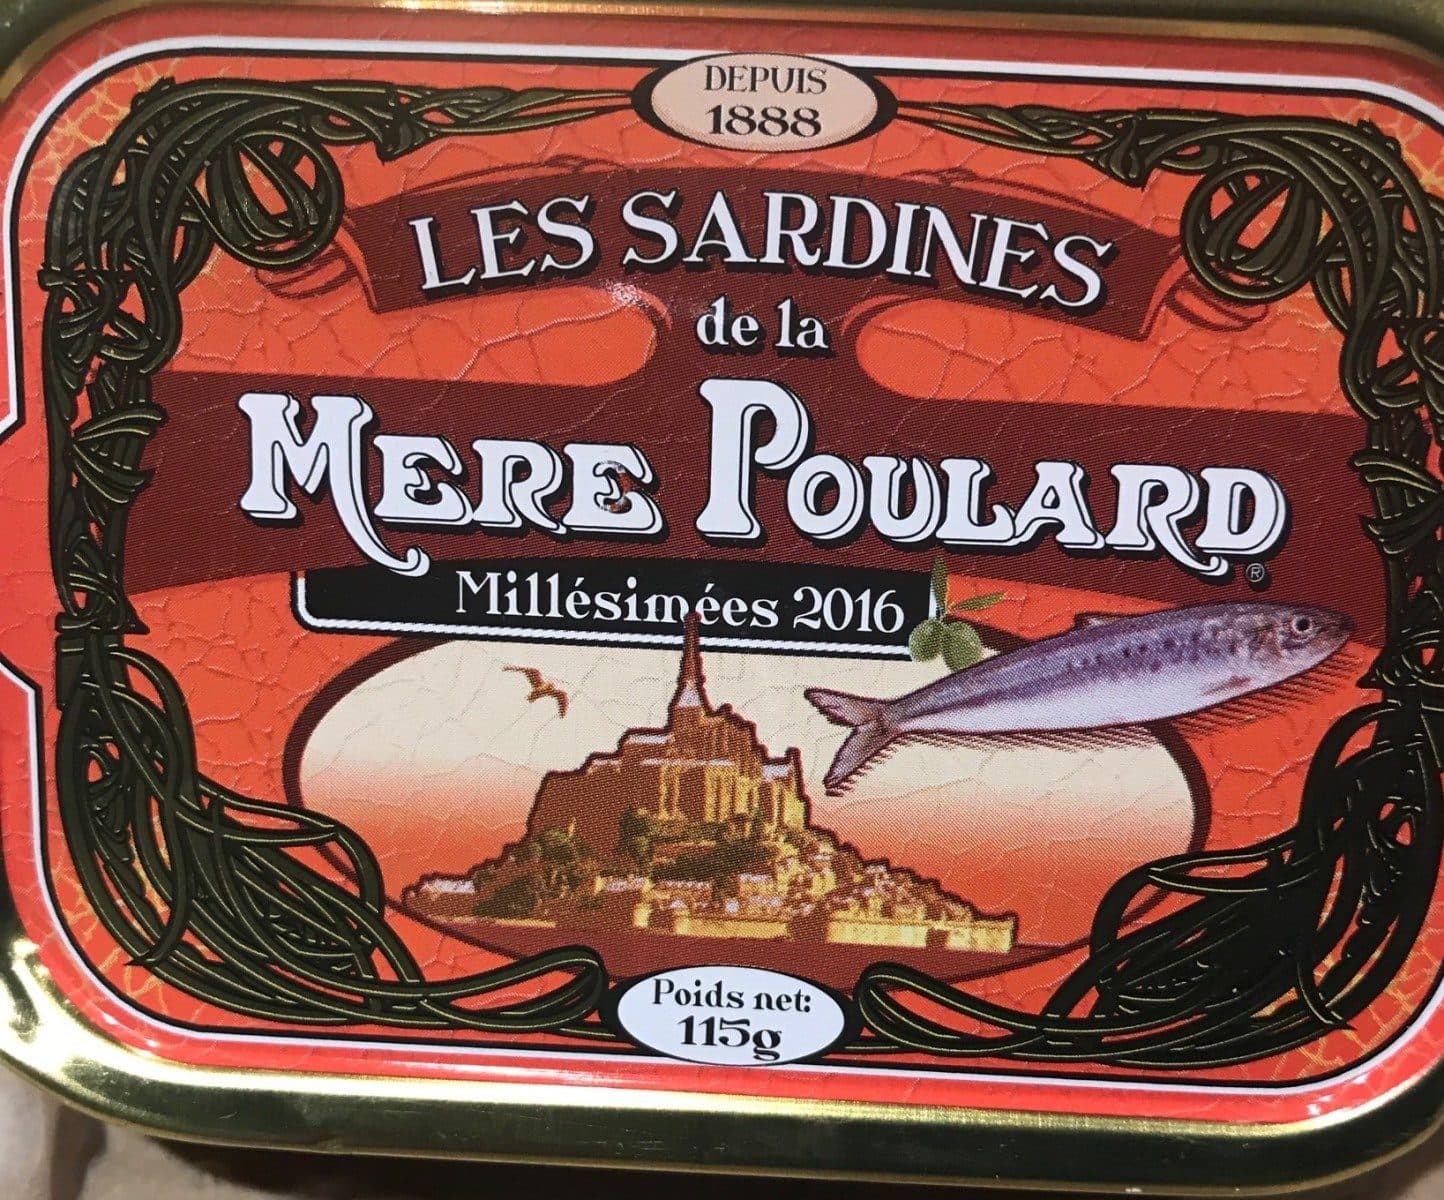 DEPUIS
1888
LES SARDINES
de la
MERE POULARD
®
Millésimées 2016
Poids net:
115g